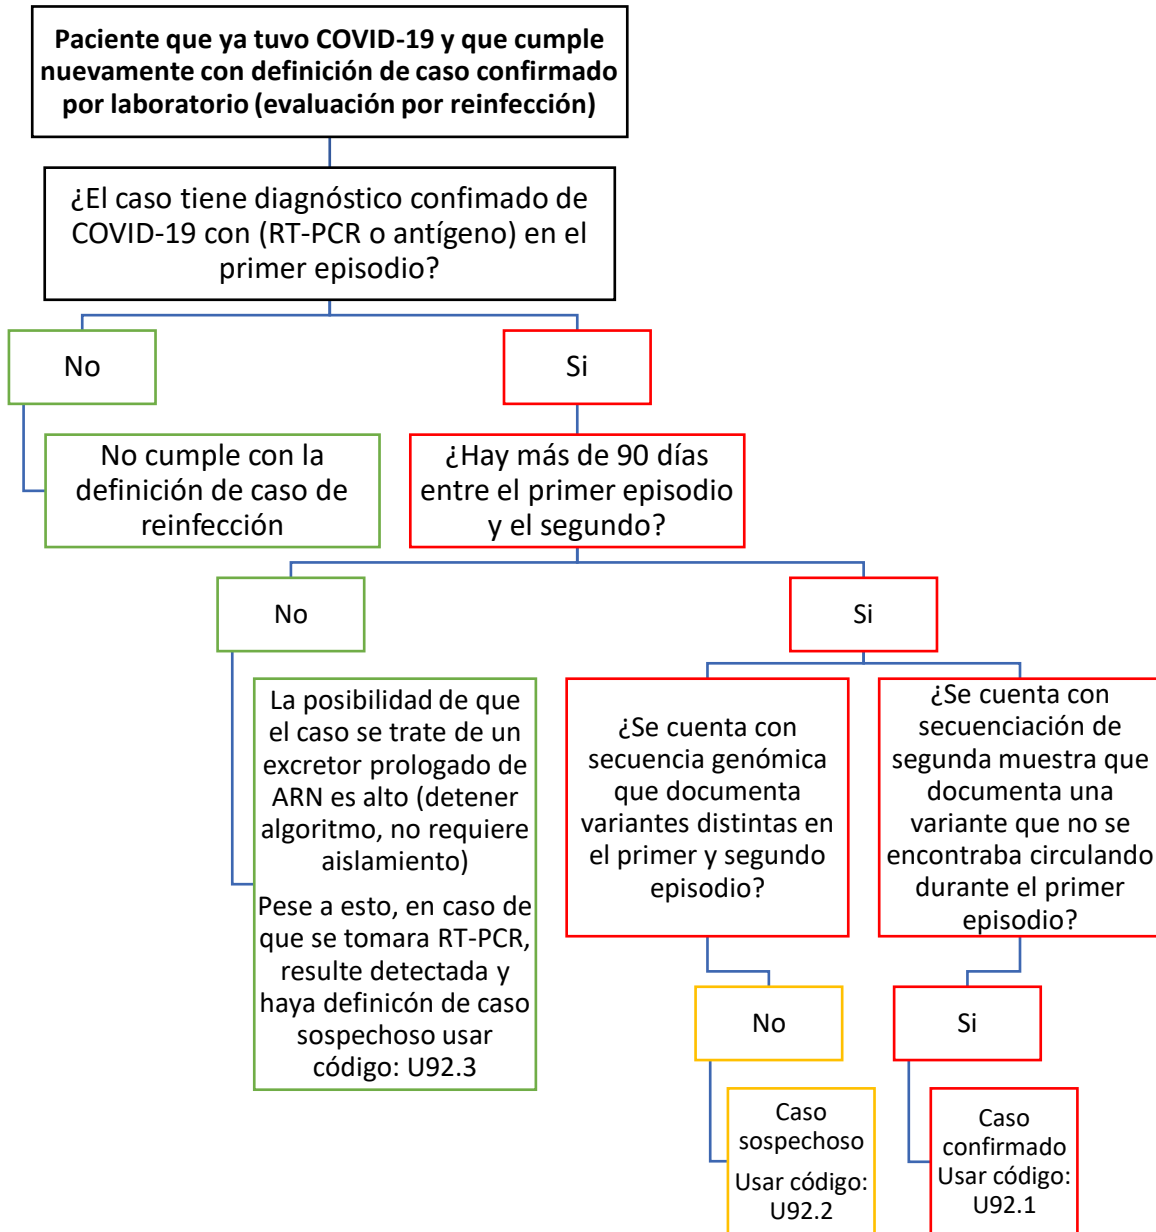 Paciente que ya tuvo COVID-19 y que cumple
nuevamente con definición de caso confirmado
por laboratorio (evaluación por reinfección)
¿El caso tiene diagnóstico confimado de
COVID-19 con (RT-PCR o antígeno) en el
primer episodio?
No
Si
No cumple con la
definición de caso de
reinfección
¿Hay más de 90 días
entre el primer episodio
y el segundo?
No
Si
La posibilidad de que
el caso se trate de un
excretor prologado de
ARN es alto (detener
algoritmo, no requiere
aislamiento)
Pese a esto, en caso de
que se tomara RT-PCR,
resulte detectada y
haya definicón de caso
sospechoso usar
código: U92.3
¿Se cuenta con
secuencia genómica
que documenta
variantes distintas en
el primer y segundo
episodio?
¿Se cuenta con
secuenciación de
segunda muestra que
documenta una
variante que no se
encontraba circulando
durante el primer
episodio?
No
Si
Caso
sospechoso
Usar código:
U92.2
Caso
confirmado
Usar código:
U92.1